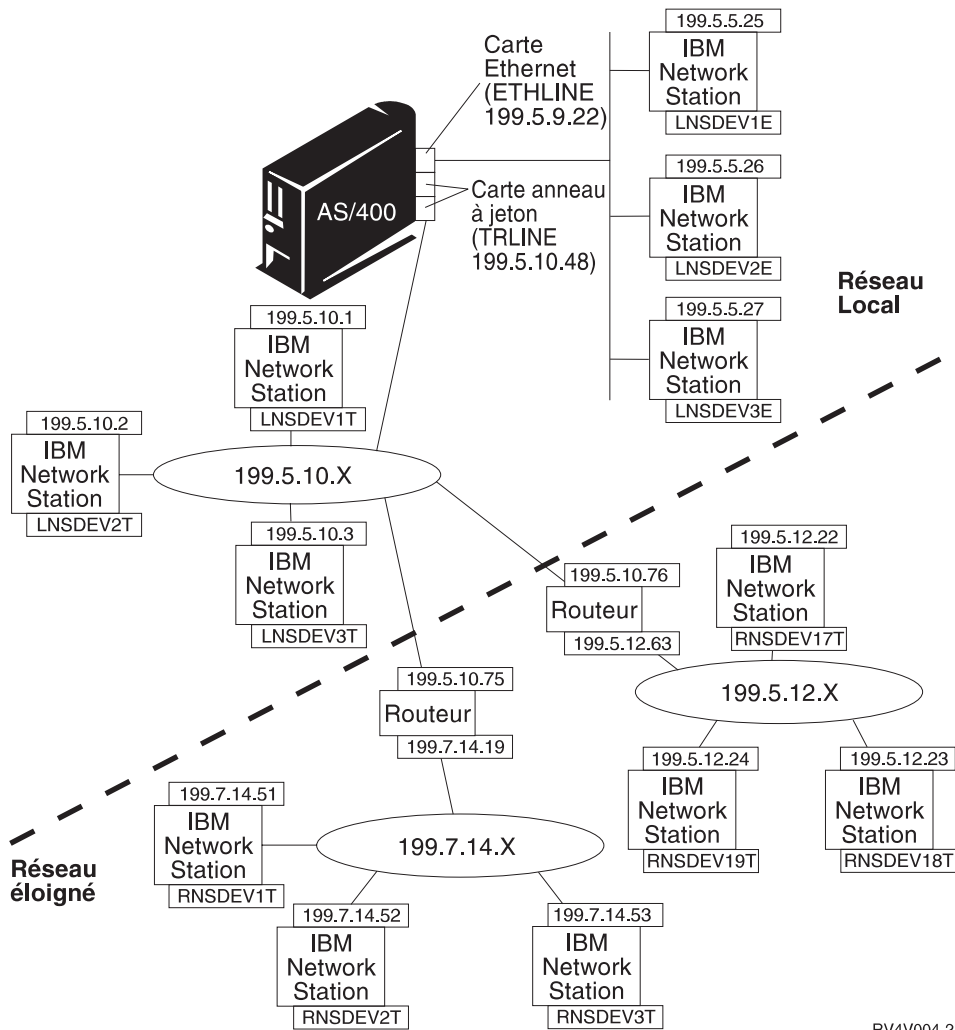 199.5.5.25
IBM
Network
Station
LNSDEV1E
Carte
Ethernet
(ETHLINE
199.5.9.22)
199.5.5.26
IBM
Network
Station
LNSDEV2E
AS/400
Carte anneau
à jeton
(TRLINE
199.5.10.48)
Réseau
Local
199.5.5.27
IBM
Network
Station
LNSDEV3E
199.5.10.1
IBM
Network
Station
LNSDEV1T
199.5.10.2
IBM
Network
Station
LNSDEV2T
199.5.10.X
199.5.10.3
IBM
Network
Station
LNSDEV3T
199.5.10.76
Routeur
199.5.12.63
199.5.12.22
IBM
Network
Station
RNSDEV17T
199.5.12.X
199.5.10.75
Routeur
199.7.14.19
199.5.12.24
IBM
Network
Station
RNSDEV19T
199.5.12.23
IBM
Network
Station
RNSDEV18T
199.7.14.51
IBM
Network
Station
RNSDEV1T
199.7.14.X
Réseau
éloigné
199.7.14.52
IBM
Network
Station
RNSDEV2T
199.7.14.53
IBM
Network
Station
RNSDEV3T